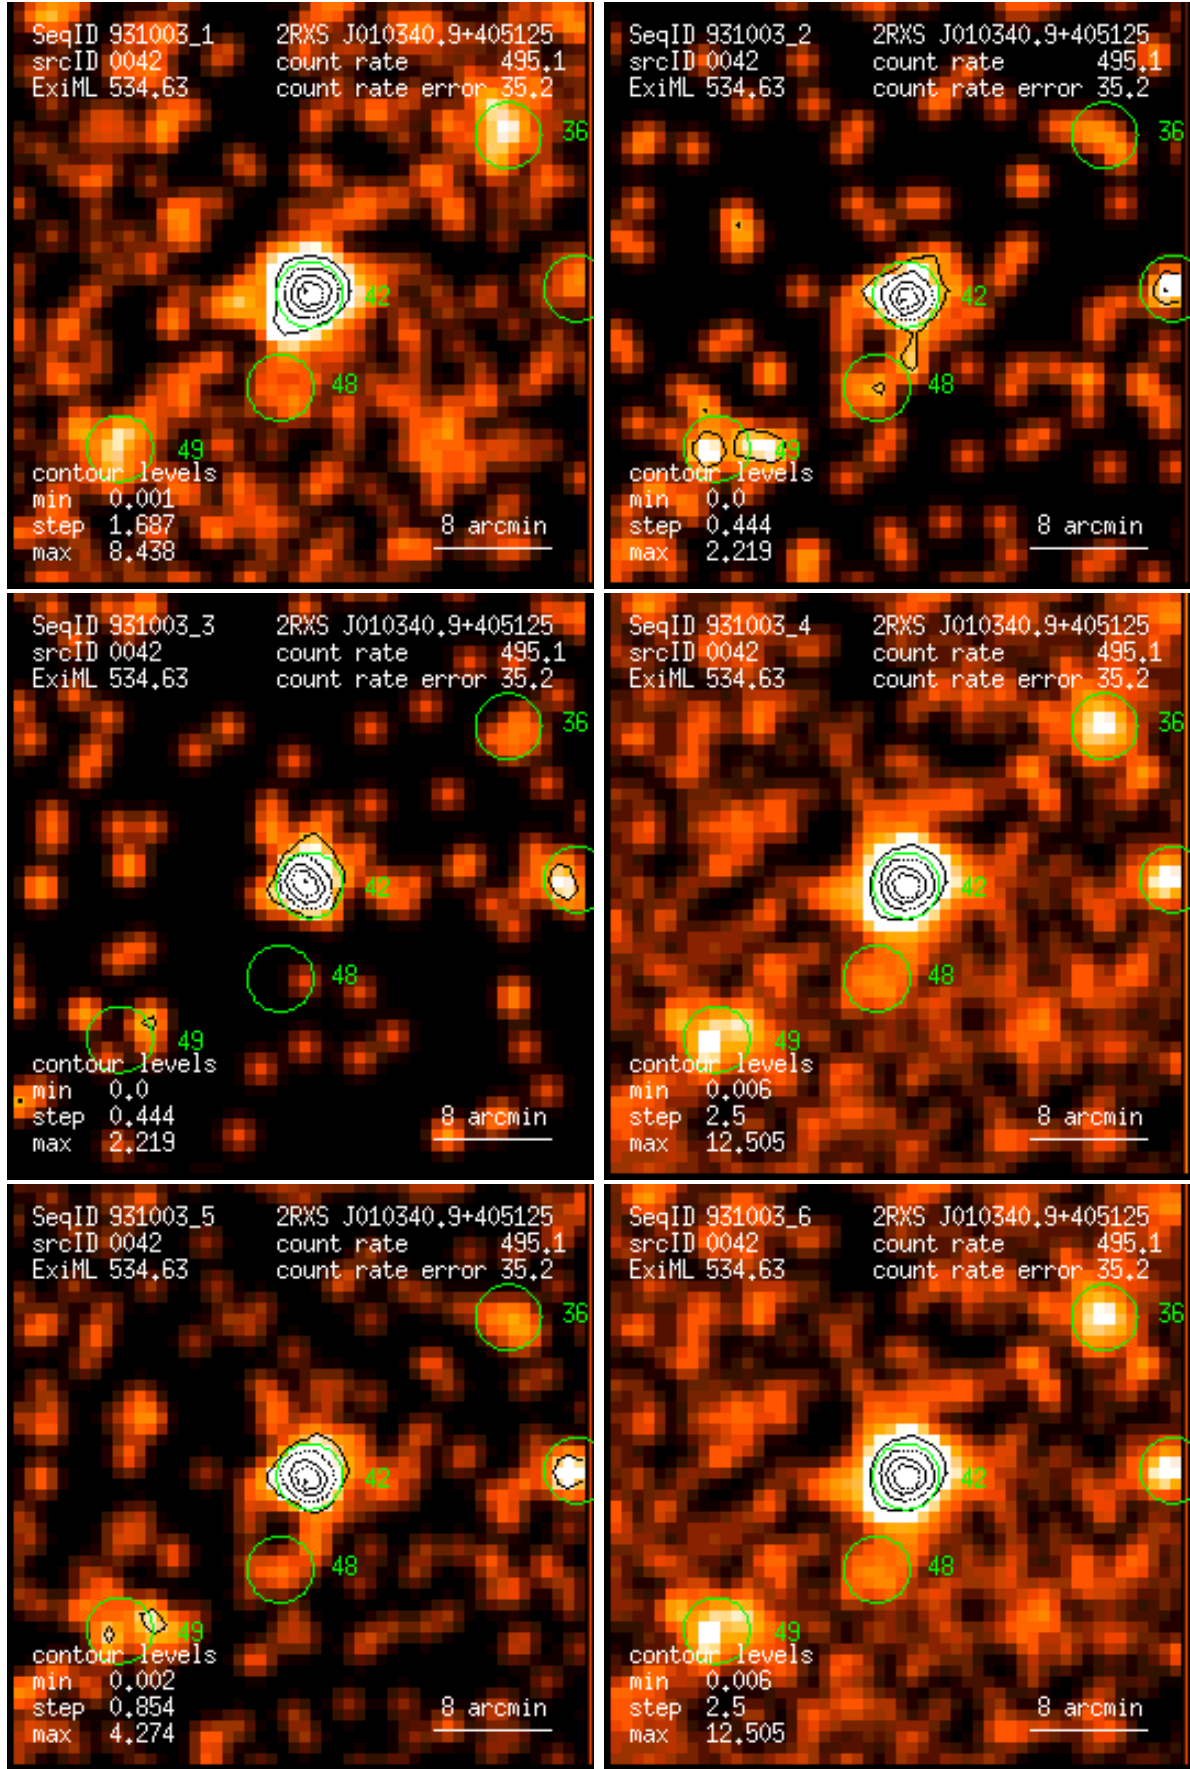 SeqID 931003_1 2RXS J010340.9+405125
srcID 0042 count rate 495.1
ExiML 534.63 count rate error 35.2
36
42
48
49
contour levels
min 0.001
step 1.687 8 arcmin
max 8.438
SeqID 931003_2 2RXS J010340.9+405125
srcID 0042 count rate 495.1
ExiML 534.63 count rate error 35.2
36
42
48
49
contour levels
min 0.0
step 0.444 8 arcmin
max 2.219
SeqID 931003_3 2RXS J010340.9+405125
srcID 0042 count rate 495.1
ExiML 534.63 count rate error 35.2
36
42
48
49
contour levels
min 0.0
step 0.444 8 arcmin
max 2.219
SeqID 931003_4 2RXS J010340.9+405125
srcID 0042 count rate 495.1
ExiML 534.63 count rate error 35.2
36
42
48
49
contour levels
min 0.006
step 2.5 8 arcmin
max 12.505
SeqID 931003_5 2RXS J010340.9+405125
srcID 0042 count rate 495.1
ExiML 534.63 count rate error 35.2
36
42
48
49
contour levels
min 0.002
step 0.854 8 arcmin
max 4.274
SeqID 931003_6 2RXS J010340.9+405125
srcID 0042 count rate 495.1
ExiML 534.63 count rate error 35.2
36
42
48
49
contour levels
min 0.006
step 2.5 8 arcmin
max 12.505